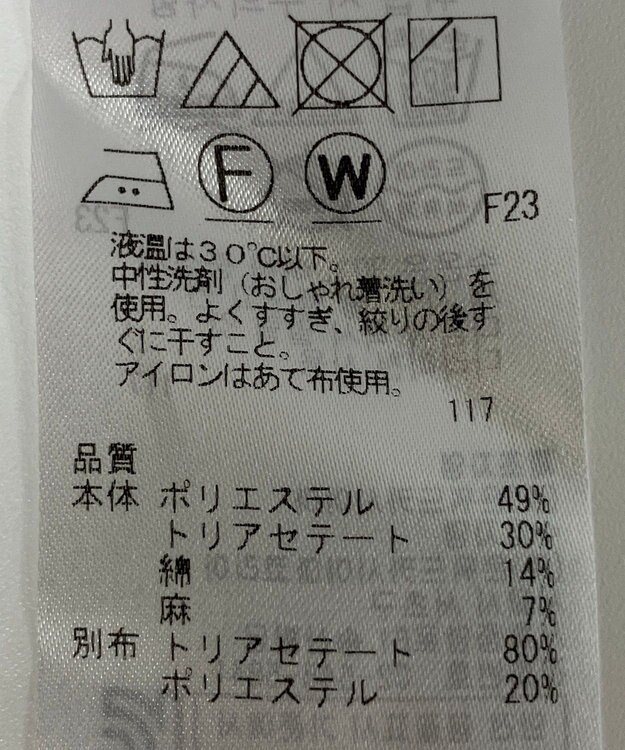 F W F23
液温は30℃以下。
中性洗剤（おしゃれ着洗い）を
使用。よくすすぎ、絞りの後す
ぐに干すこと。
アイロンはあて布使用。
117
品質
本体 ポリエステル 49%
トリアセテート 30%
綿 14%
麻 7%
別布 トリアセテート 80%
ポリエステル 20%